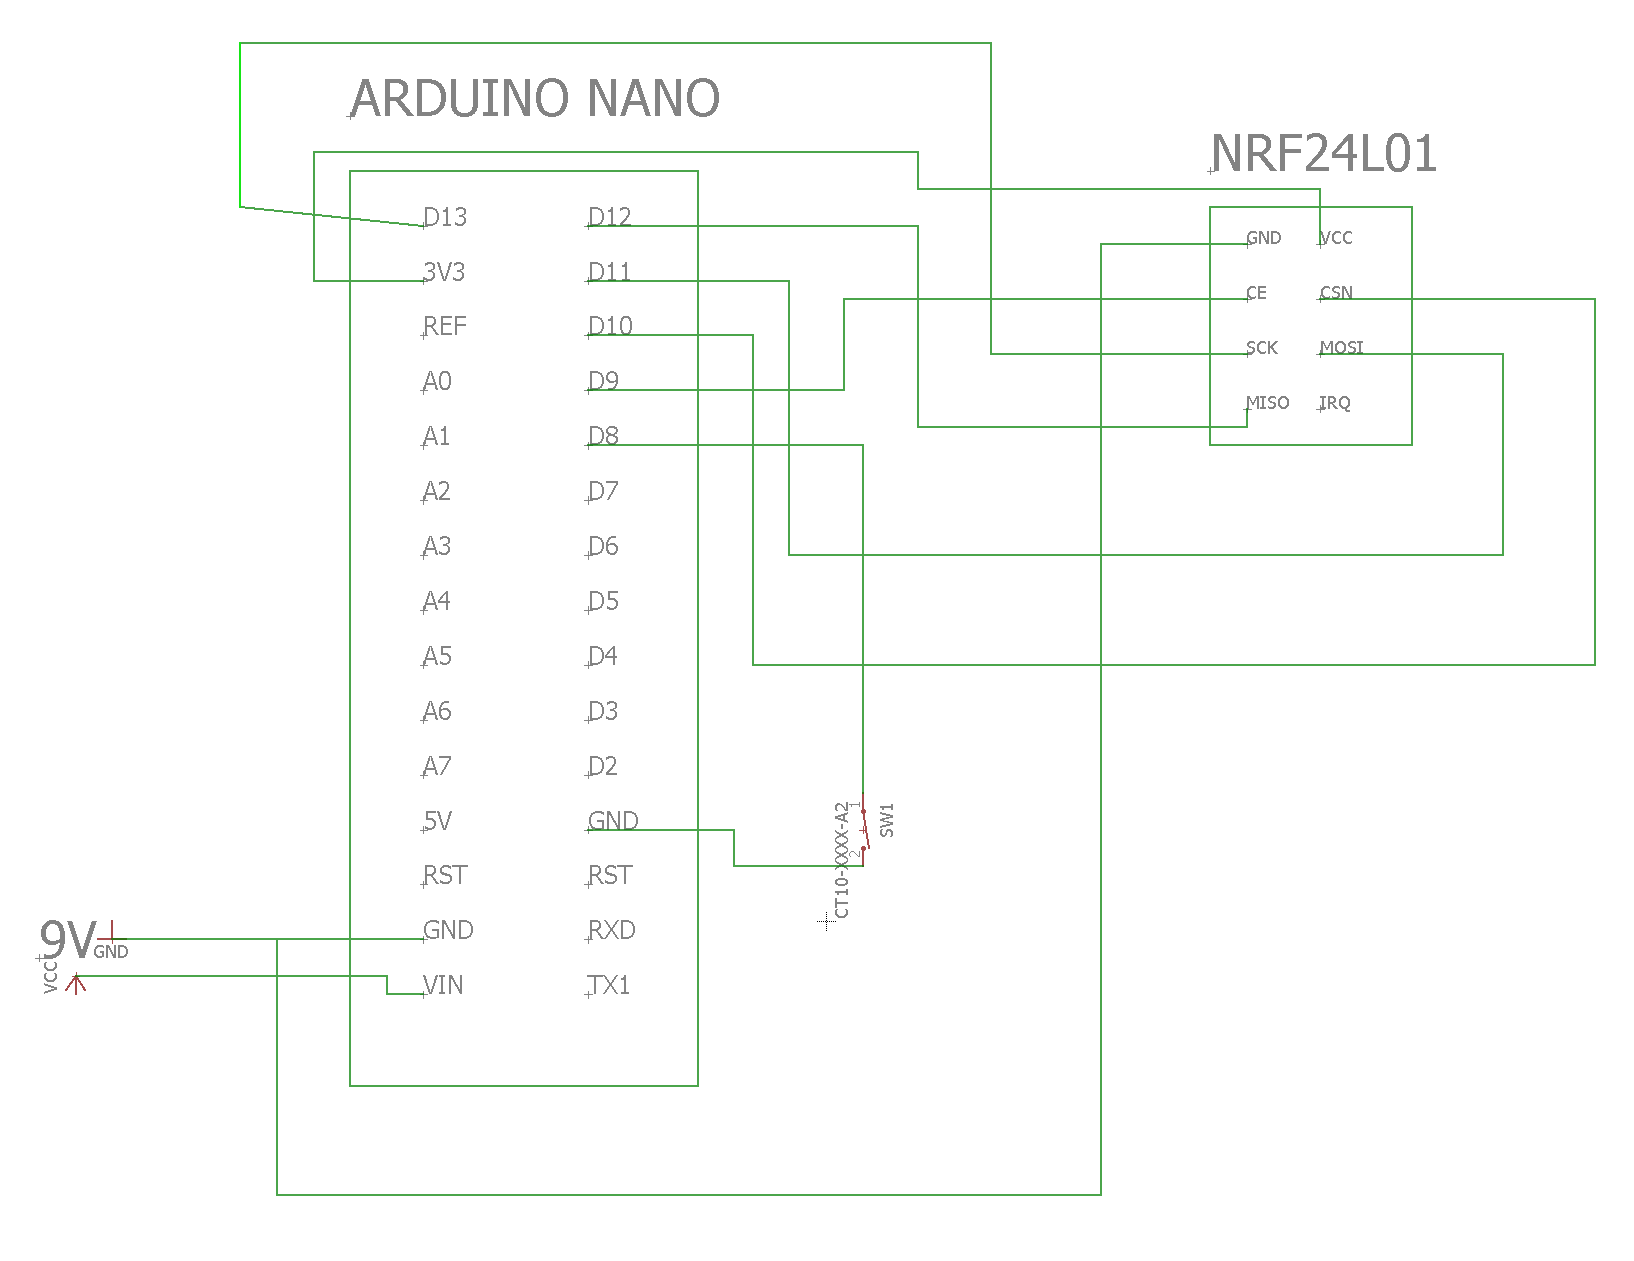 ARDUINO NANO
NRF24L01
D13 D12
3V3 D11
REF D10
A0 D9
A1 D8
A2 D7
A3 D6
A4 D5
A5 D4
A6 D3
A7 D2
5V GND
RST RST
GND RXD
VIN TX1
GND VCC
CE CSN
SCK MOSI
MISO IRQ
1
2
CT10-XXXX-A2
SW1
9V
GND
VCC